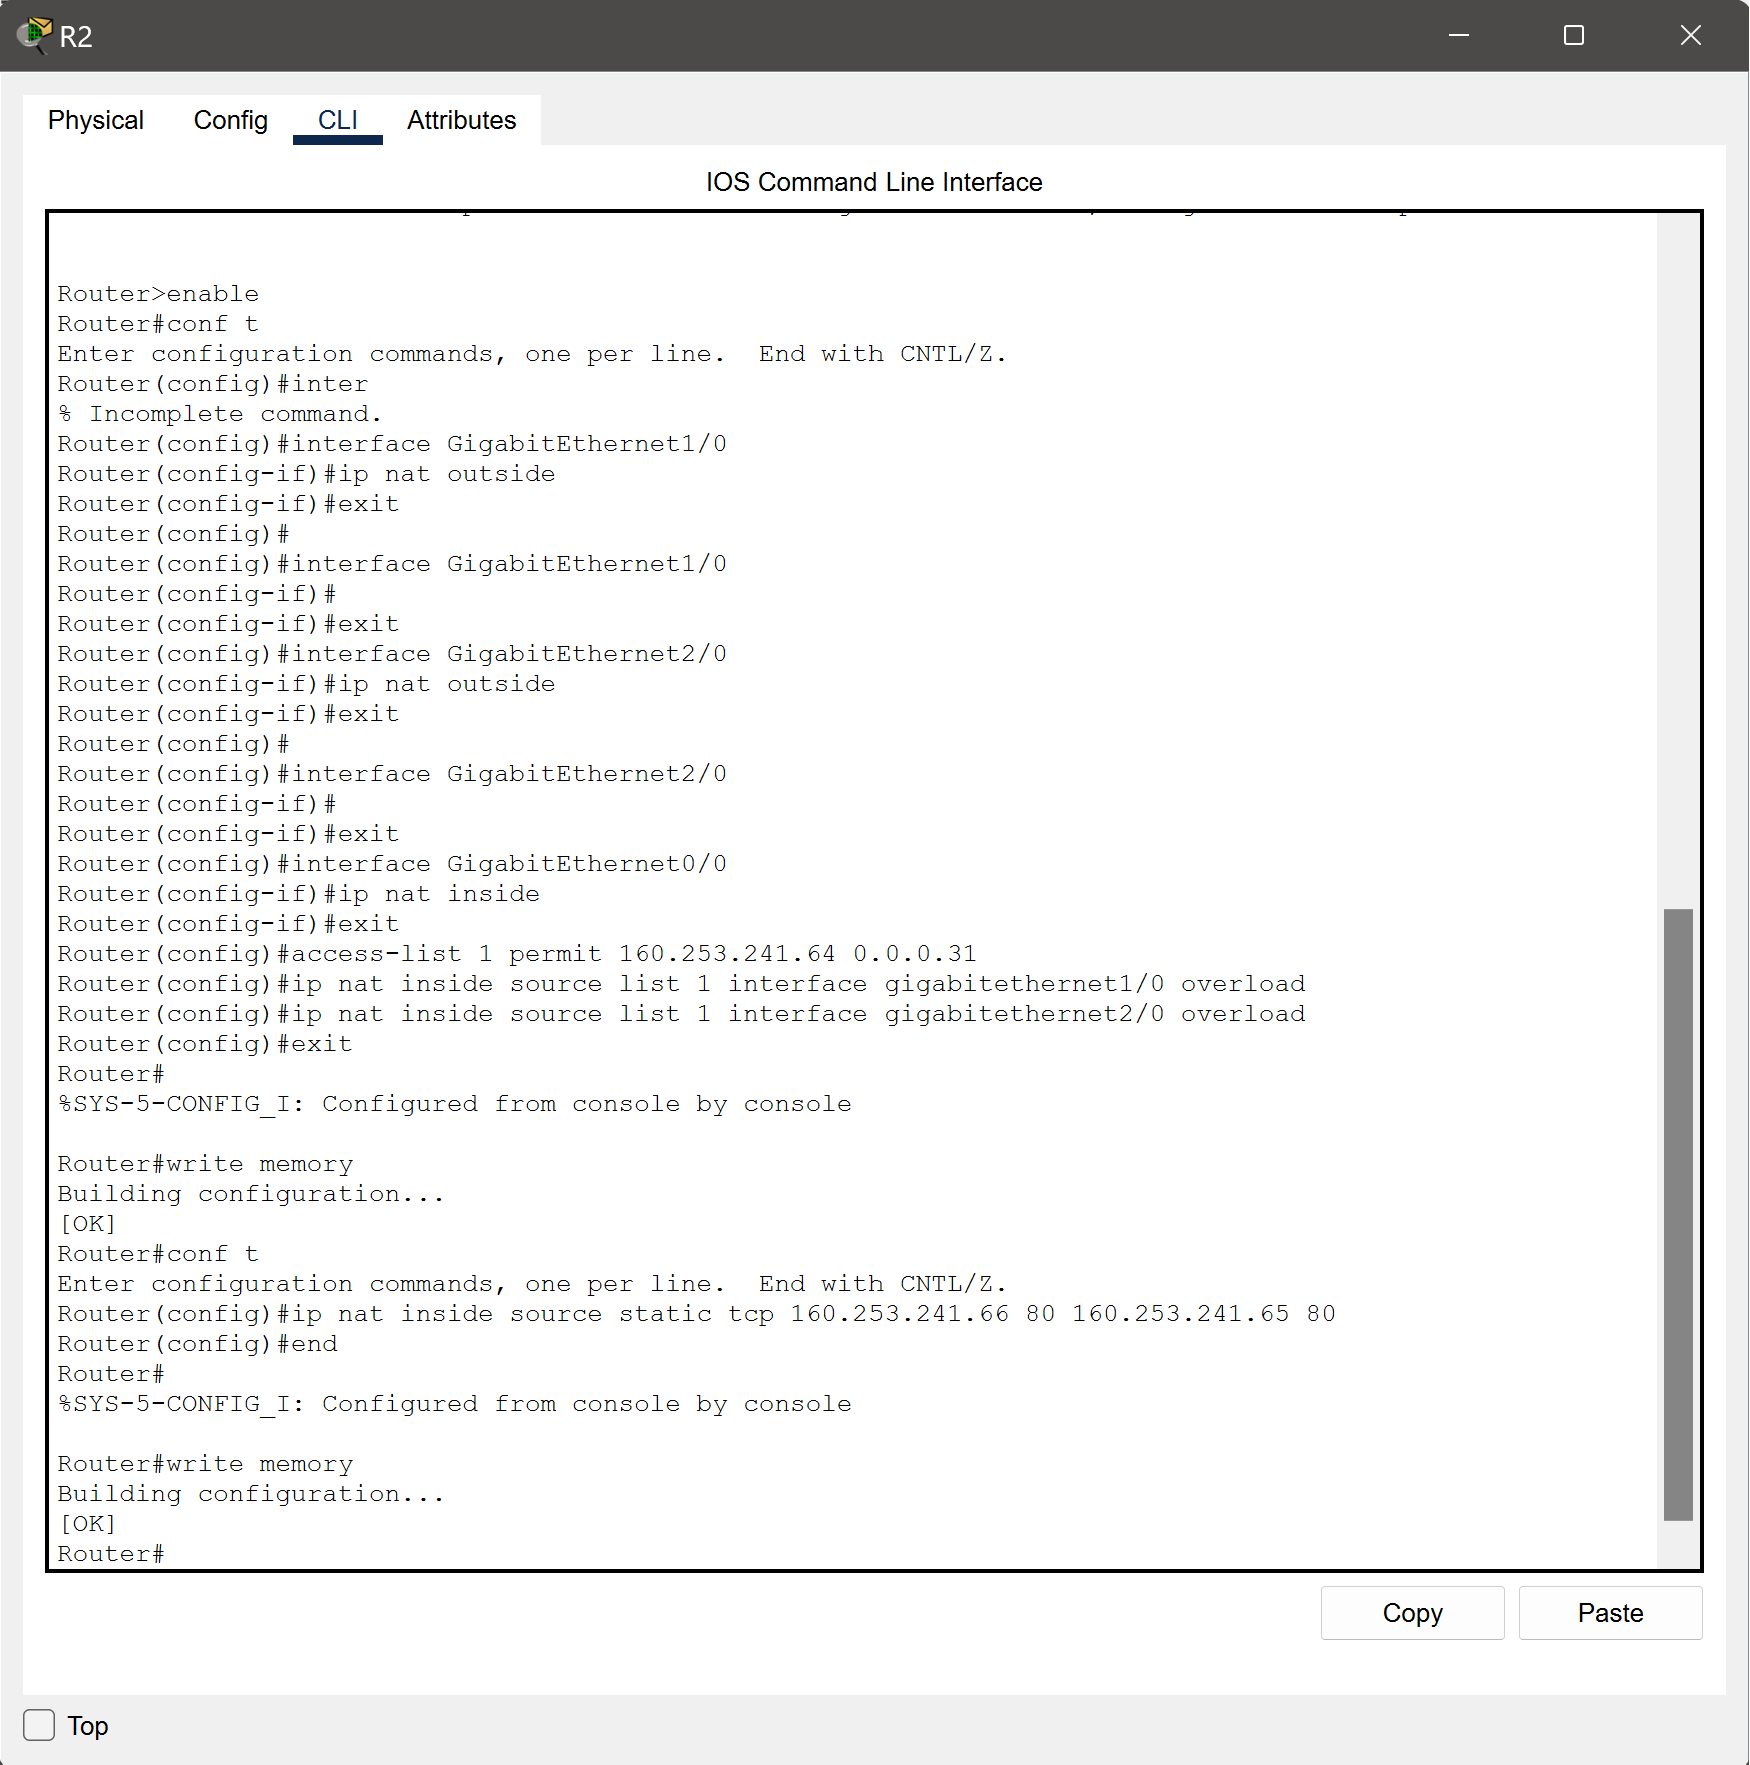 R2
Physical Config CLI Attributes
IOS Command Line Interface
Router>enable
Router#conf t
Enter configuration commands, one per line.  End with CNTL/Z.
Router(config)#inter
% Incomplete command.
Router(config)#interface GigabitEthernet1/0
Router(config-if)#ip nat outside
Router(config-if)#exit
Router(config)#
Router(config)#interface GigabitEthernet1/0
Router(config-if)#
Router(config-if)#exit
Router(config)#interface GigabitEthernet2/0
Router(config-if)#ip nat outside
Router(config-if)#exit
Router(config)#
Router(config)#interface GigabitEthernet2/0
Router(config-if)#
Router(config-if)#exit
Router(config)#interface GigabitEthernet0/0
Router(config-if)#ip nat inside
Router(config-if)#exit
Router(config)#access-list 1 permit 160.253.241.64 0.0.0.31
Router(config)#ip nat inside source list 1 interface gigabitethernet1/0 overload
Router(config)#ip nat inside source list 1 interface gigabitethernet2/0 overload
Router(config)#exit
Router#
%SYS-5-CONFIG_I: Configured from console by console
Router#write memory
Building configuration...
[OK]
Router#conf t
Enter configuration commands, one per line.  End with CNTL/Z.
Router(config)#ip nat inside source static tcp 160.253.241.66 80 160.253.241.65 80
Router(config)#end
Router#
%SYS-5-CONFIG_I: Configured from console by console
Router#write memory
Building configuration...
[OK]
Router#
Copy Paste
Top